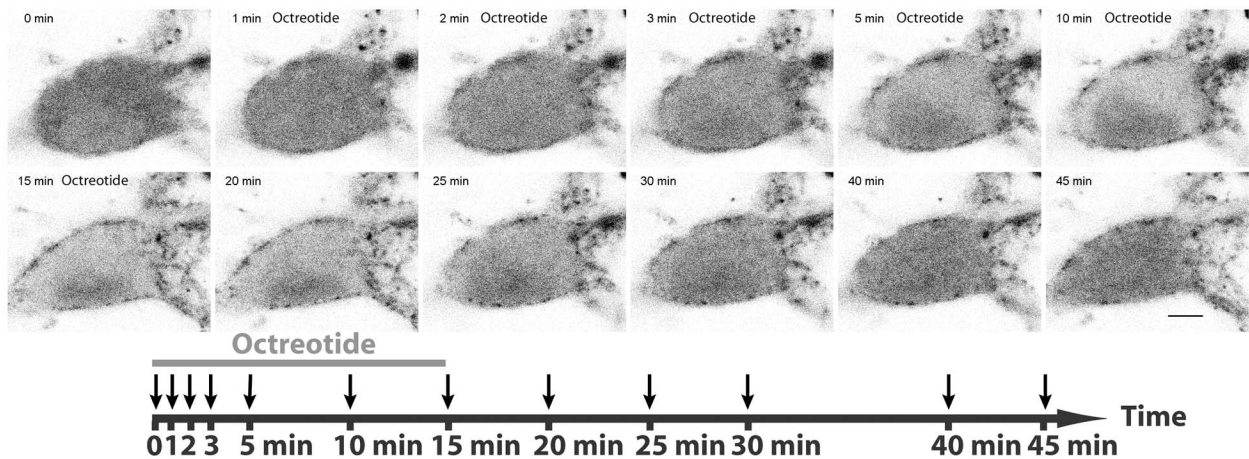 0 min
1 min Octreotide
2 min Octreotide
3 min Octreotide
5 min Octreotide
10 min Octreotide
15 min Octreotide
20 min
25 min
30 min
40 min
45 min
Octreotide
Time
0 1 2 3 5 min 10 min 15 min 20 min 25 min 30 min 40 min 45 min